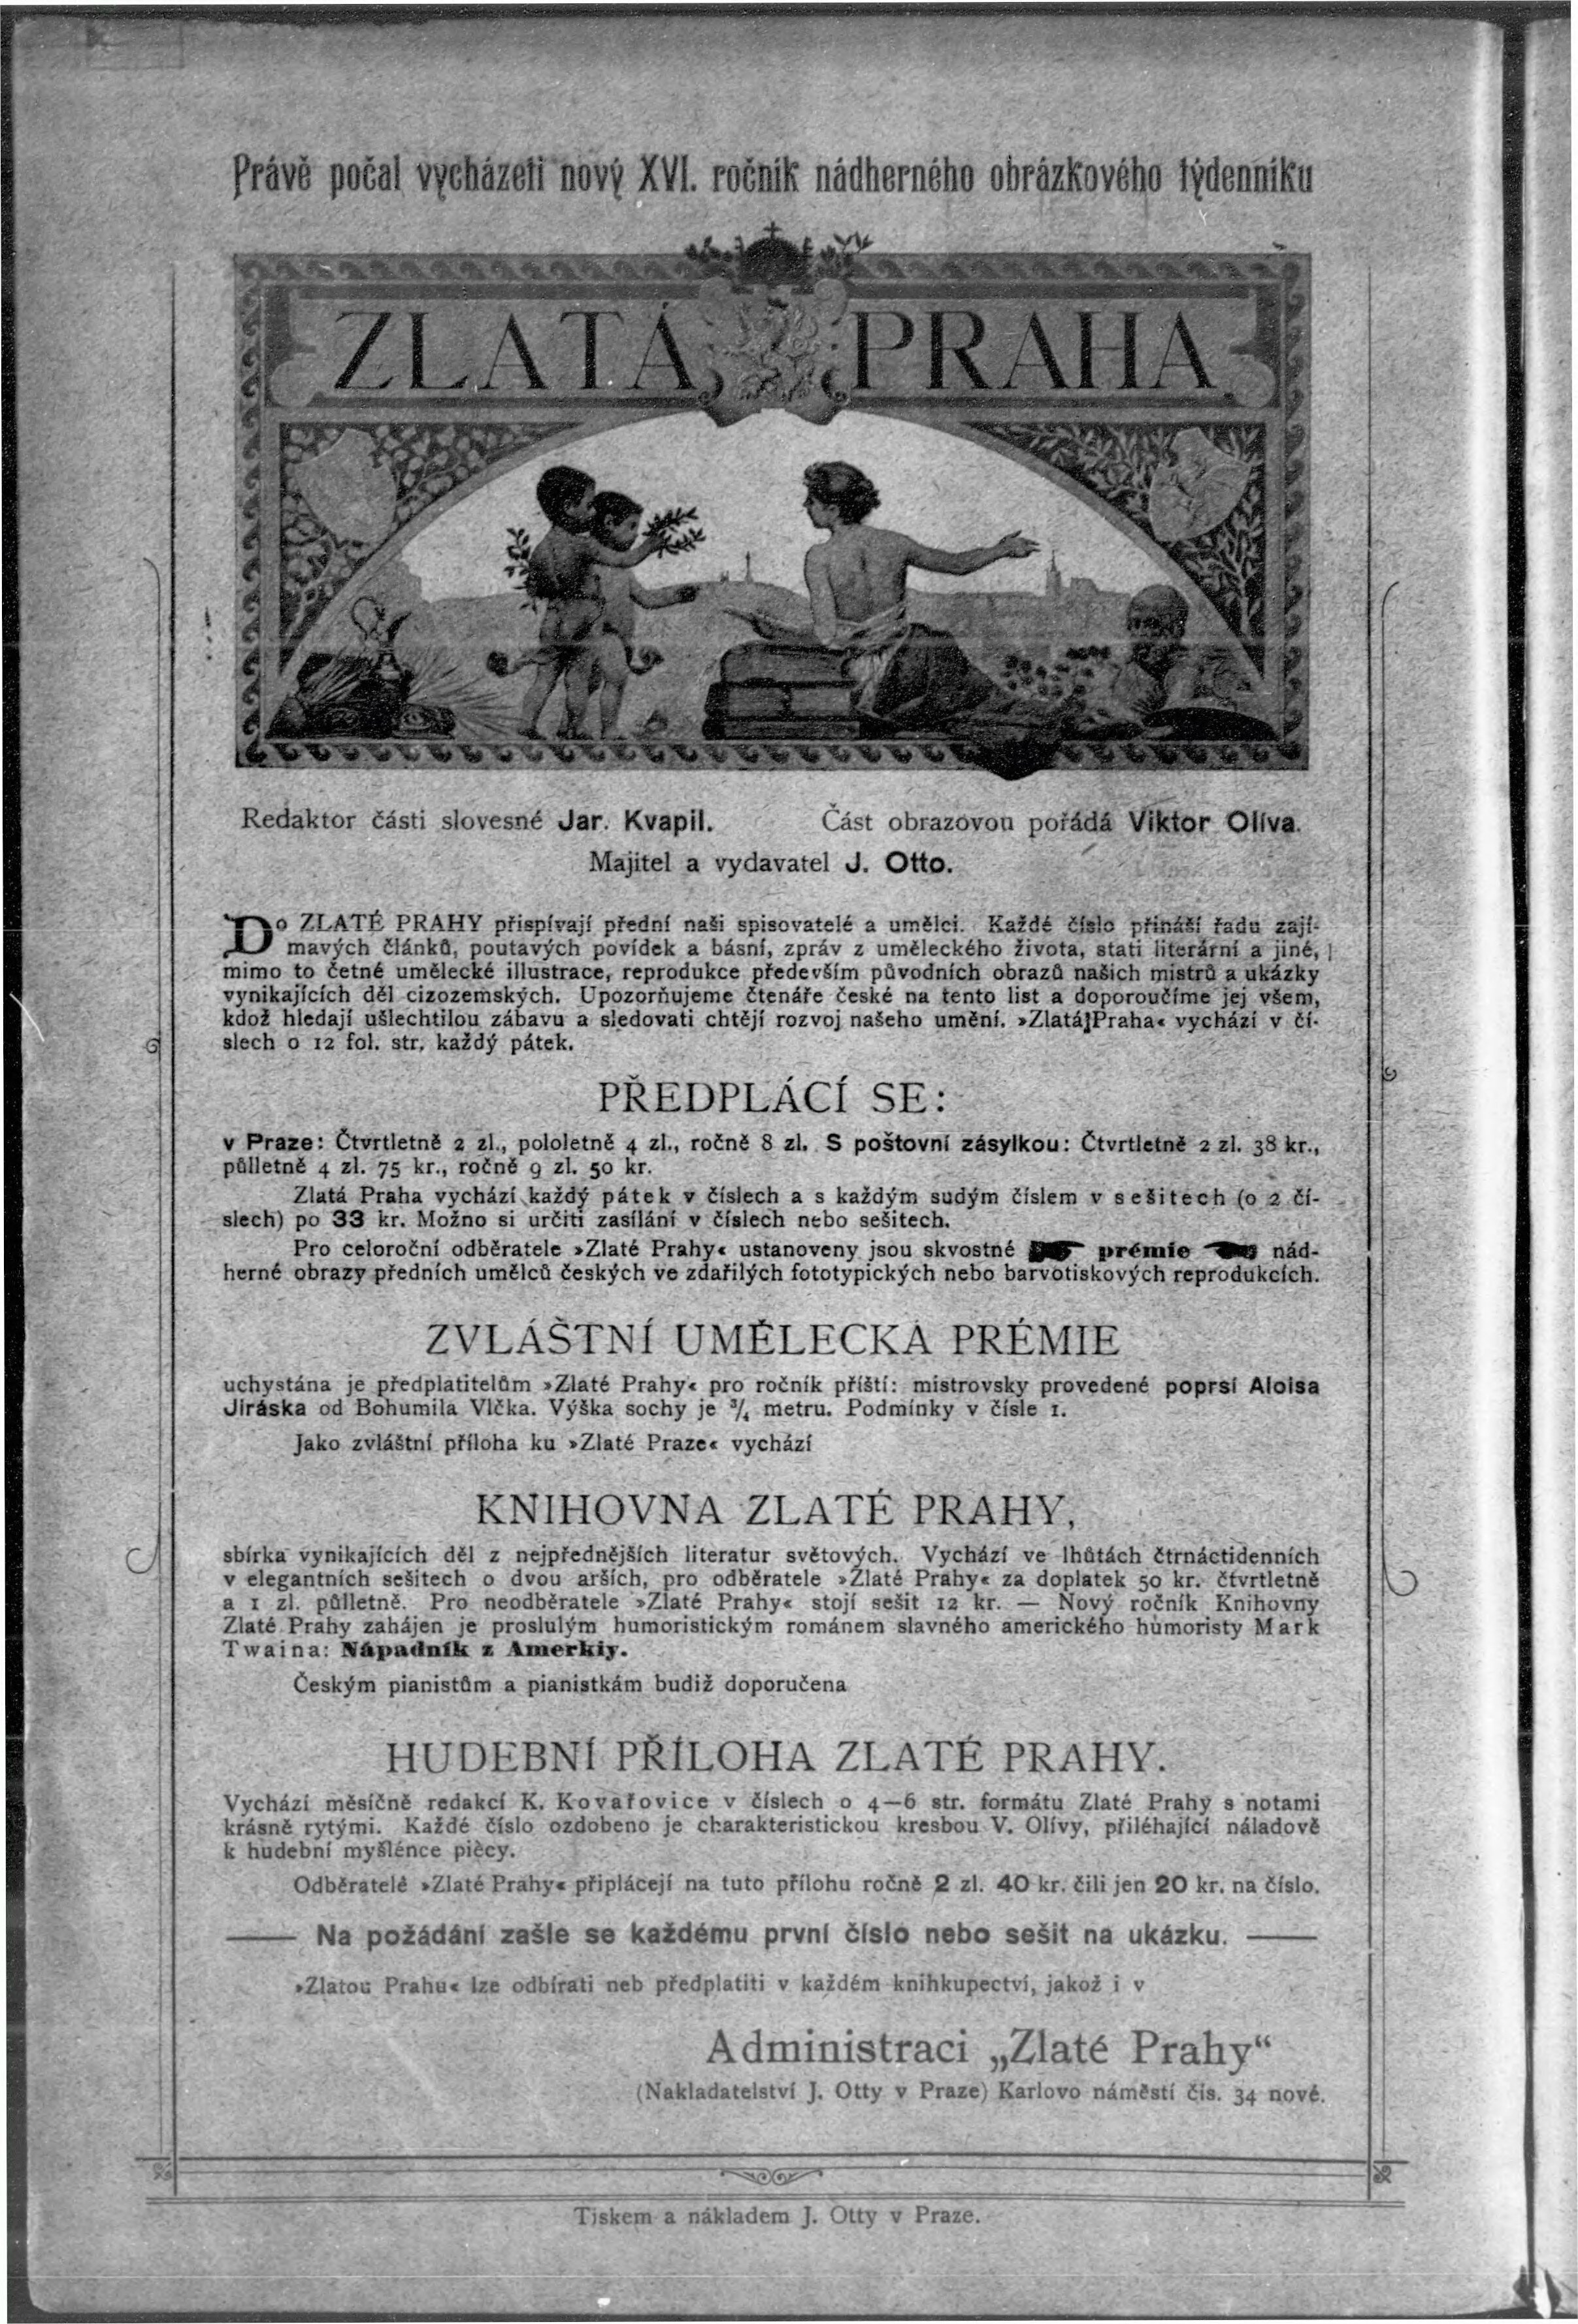 Právě počal vycházeti nový XVI. ročník nádherného obrázkového týdenníku
ZLATÁ PRAHA
Redaktor části slovesné Jar. Kvapil. Část obrazovou pořádá Viktor Oliva.
Majitel a vydavatel J. Otto.
Do ZLATÉ PRAHY přispívají přední naši spisovatelé a umělci. Každé číslo přináší řadu zají-
mavých článků, poutavých povídek a básní, zpráv z uměleckého života, stati literární a jiné,
mimo to četné umělecké illustrace, reprodukce především původních obrazů našich mistrů a ukázky
vynikajících děl cizozemských. Upozorňujeme čtenáře české na tento list a doporoučíme jej všem,
kdož hledají ušlechtilou zábavu a sledovati chtějí rozvoj našeho umění. »Zlatá Praha« vychází v čí-
slech o 12 fol. str. každý pátek.
PŘEDPLÁCÍ SE:
v Praze: Čtvrtletně 2 zl., pololetně 4 zl., ročně 8 zl. S poštovní zásylkou: Čtvrtletně 2 zl. 38 kr.,
půlletně 4 zl. 75 kr., ročně 9 zl. 50 kr.
Zlatá Praha vychází každý pátek v číslech a s každým sudým číslem v sešitech (o 2 čí-
slech) po 33 kr. Možno si určiti zasílání v číslech nebo sešitech.
Pro celoroční odběratele »Zlaté Prahy« ustanoveny jsou skvostné prémie nád-
herné obrazy předních umělců českých ve zdařilých fototypických nebo barvotiskových reprodukcích.
ZVLÁŠTNÍ UMĚLECKÁ PRÉMIE
uchystána je předplatitelům »Zlaté Prahy« pro ročník příští: mistrovsky provedené poprsí Aloisa
Jiráska od Bohumila Vlčka. Výška sochy je ¾ metru. Podmínky v čísle 1.
Jako zvláštní příloha ku »Zlaté Praze« vychází
KNIHOVNA ZLATÉ PRAHY,
sbírka vynikajících děl z nejpřednějších literatur světových. Vychází ve lhůtách čtrnáctidenních
v elegantních sešitech o dvou arších, pro odběratele »Zlaté Prahy« za doplatek 50 kr. čtvrtletně
a 1 zl. půlletně. Pro neodběratele »Zlaté Prahy« stojí sešit 12 kr. — Nový ročník Knihovny
Zlaté Prahy zahájen je proslulým humoristickým románem slavného amerického humoristy Mark
Twaina: Nápadník z Amerkiy.
Českým pianistům a pianistkám budiž doporučena
HUDEBNÍ PŘÍLOHA ZLATÉ PRAHY.
Vychází měsíčně redakcí K. Kovařovice v číslech o 4—6 str. formátu Zlaté Prahy s notami
krásně rytými. Každé číslo ozdobeno je charakteristickou kresbou V. Olívy, přiléhající náladově
k hudební myšlénce piècy.
Odběratelé »Zlaté Prahy« připlácejí na tuto přílohu ročně 2 zl. 40 kr. čili jen 20 kr. na číslo.
— Na požádání zašle se každému první číslo nebo sešit na ukázku. —
»Zlatou Prahu« lze odbírati neb předplatiti v každém knihkupectví, jakož i v
Administraci „Zlaté Prahy“
(Nakladatelství J. Otty v Praze) Karlovo náměstí čís. 34 nové.
Tiskem a nákladem J. Otty v Praze.